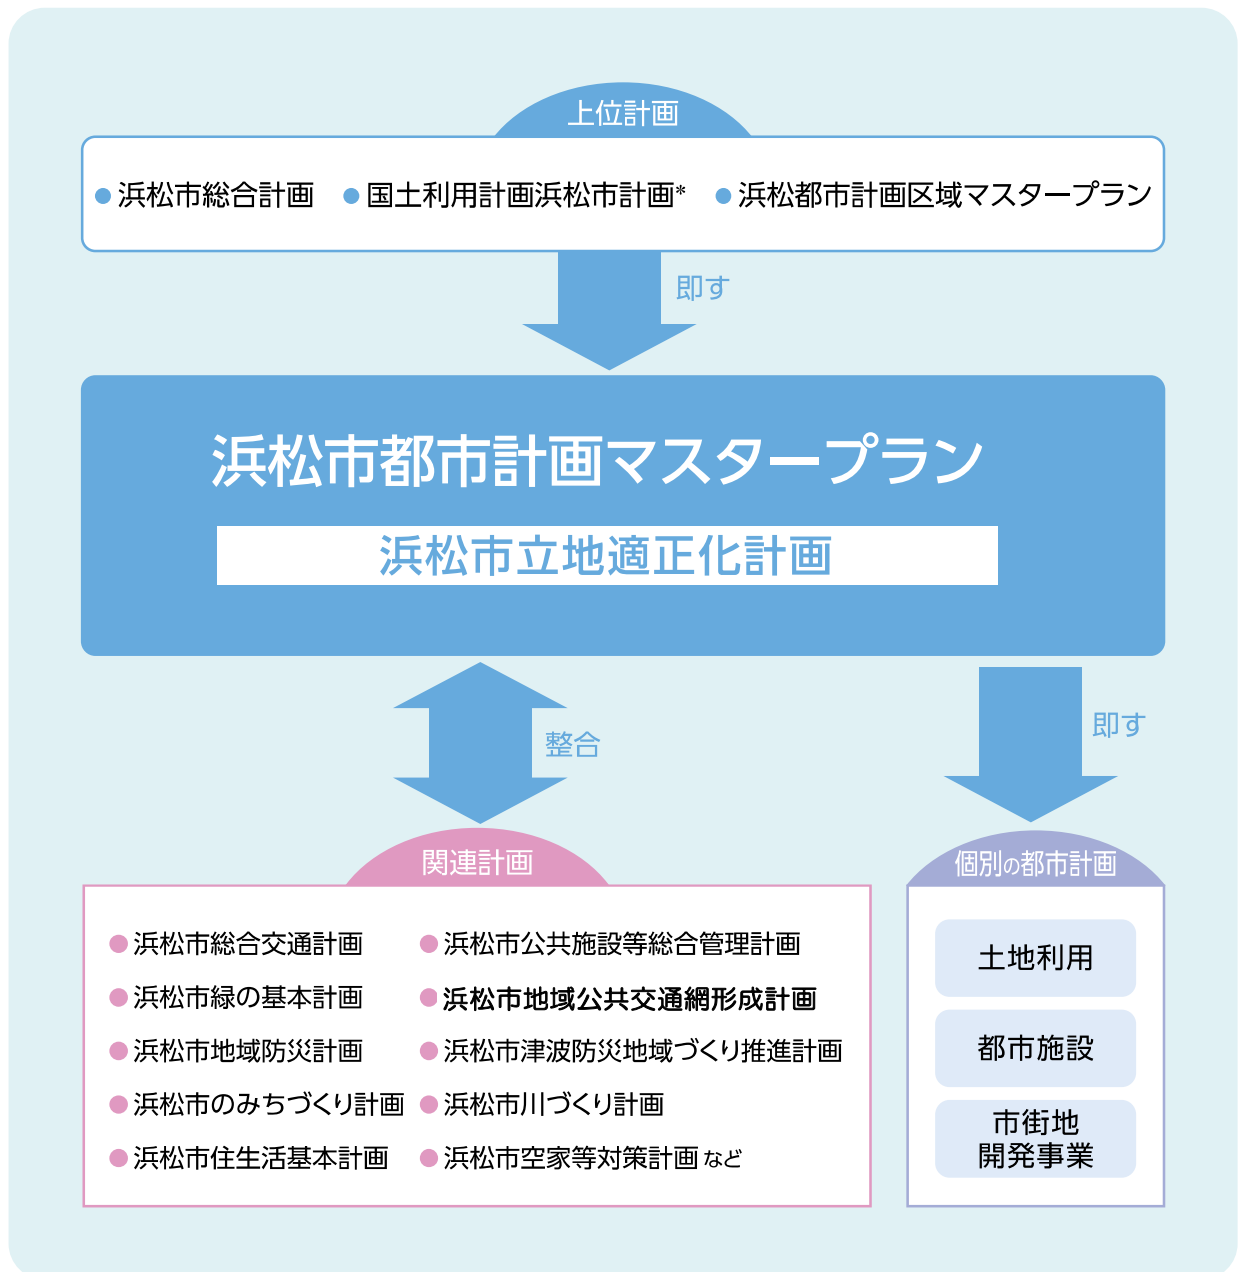 上位計画
● 浜松市総合計画 ● 国土利用計画浜松市計画* ● 浜松都市計画区域マスタープラン
即す
浜松市都市計画マスタープラン
浜松市立地適正化計画
整合
即す
関連計画
● 浜松市総合交通計画
● 浜松市緑の基本計画
● 浜松市地域防災計画
● 浜松市のみちづくり計画
● 浜松市住生活基本計画
● 浜松市公共施設等総合管理計画
● 浜松市地域公共交通網形成計画
● 浜松市津波防災地域づくり推進計画
● 浜松市川づくり計画
● 浜松市空家等対策計画 など
個別の都市計画
土地利用
都市施設
市街地
開発事業